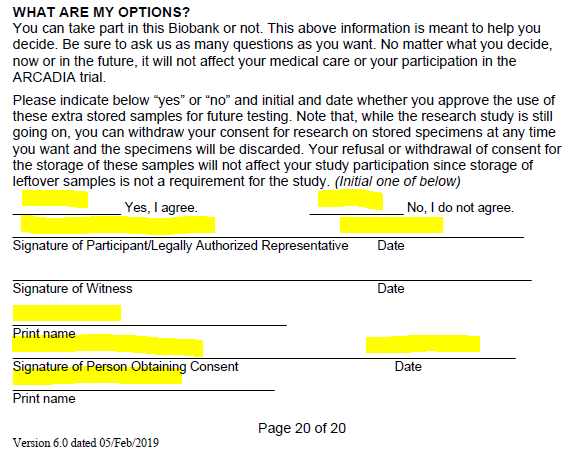 WHAT ARE MY OPTIONS?
You can take part in this Biobank or not. This above information is meant to help you
decide. Be sure to ask us as many questions as you want. No matter what you decide,
now or in the future, it will not affect your medical care or your participation in the
ARCADIA trial.
Please indicate below “yes” or “no” and initial and date whether you approve the use of
these extra stored samples for future testing. Note that, while the research study is still
going on, you can withdraw your consent for research on stored specimens at any time
you want and the specimens will be discarded. Your refusal or withdrawal of consent for
the storage of these samples will not affect your study participation since storage of
leftover samples is not a requirement for the study. (Initial one of below)
Yes, I agree. No, I do not agree.
Signature of Participant/Legally Authorized Representative Date
Signature of Witness Date
Print name
Signature of Person Obtaining Consent Date
Print name
Page 20 of 20
Version 6.0 dated 05/Feb/2019